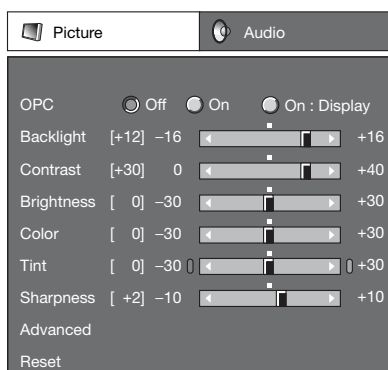 Picture Audio
OPC Off On On : Display
Backlight [+12] –16 +16
Contrast [+30] 0 +40
Brightness [ 0] –30 +30
Color [ 0] –30 +30
Tint [ 0] –30 +30
Sharpness [ +2] –10 +10
Advanced
Reset